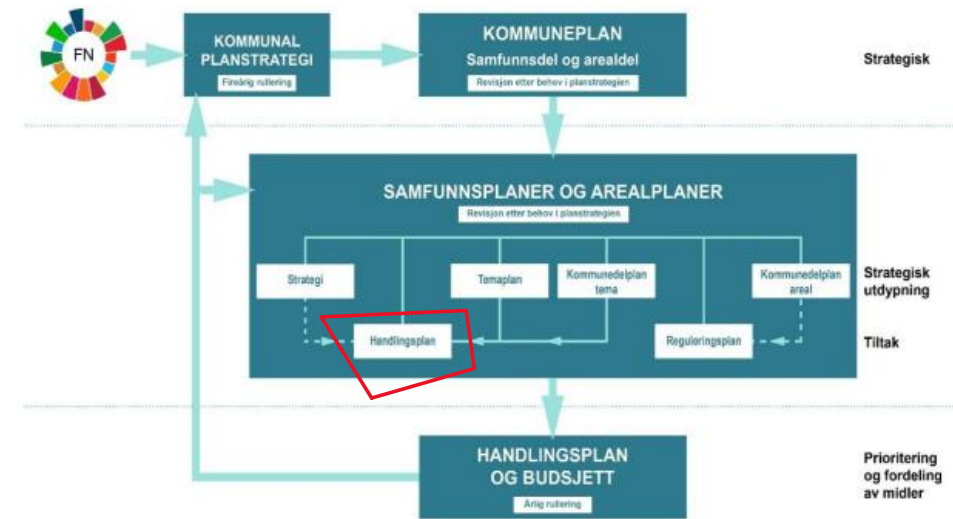 FN
KOMMUNAL
PLANSTRATEGI
Fireårig rullering
KOMMUNEPLAN
Samfunnsdel og arealdel
Revisjon etter behov i planstrategien
Strategisk
SAMFUNNSPLANER OG AREALPLANER
Revisjon etter behov i planstrategien
Strategi
Temaplan
Kommunedelplan
tema
Kommunedelplan
areal
Strategisk
utdypning
Handlingsplan
Reguleringsplan
Tiltak
HANDLINGSPLAN
OG BUDSJETT
Årlig rullering
Prioritering
og fordeling
av midler